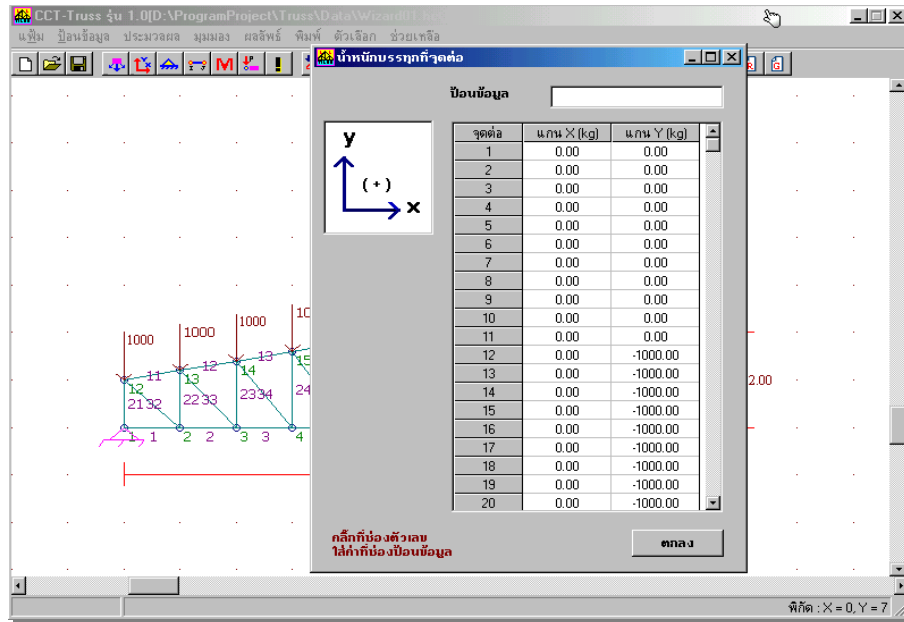 CCT-Truss รุ่น 1.0[D:\ProgramProject\Truss\Data\Wizard01.
แฟ้ม ป้อนข้อมูล ประมวลผล มุมมอง ผลลัพธ์ พิมพ์ ตัวเลือก ช่วยเหลือ
น้ำหนักบรรทุกที่จุดต่อ
ป้อนข้อมูล
y
(+)
x
จุดต่อ แกน X (kg) แกน Y (kg)
1 0.00 0.00
2 0.00 0.00
3 0.00 0.00
4 0.00 0.00
5 0.00 0.00
6 0.00 0.00
7 0.00 0.00
8 0.00 0.00
9 0.00 0.00
10 0.00 0.00
11 0.00 0.00
12 0.00 -1000.00
13 0.00 -1000.00
14 0.00 -1000.00
15 0.00 -1000.00
16 0.00 -1000.00
17 0.00 -1000.00
18 0.00 -1000.00
19 0.00 -1000.00
20 0.00 -1000.00
1000 1000 1000 10
11 12 13
12 13 14 15
21 32 22 33 23 34 24
1 1 2 2 3 3 4
2.00
คลิ๊กที่ช่องตัวเลข
ใส่ค่าที่ช่องป้อนข้อมูล
ตกลง
พิกัด : X = 0, Y = 7